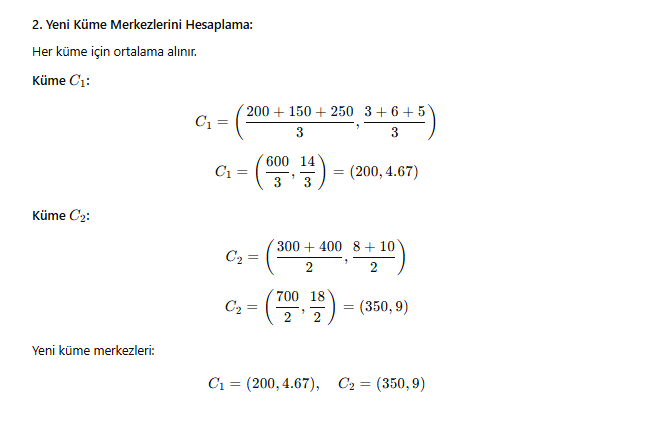 2. Yeni Küme Merkezlerini Hesaplama:
Her küme için ortalama alınır.
Küme C₁:
C₁ = ( (200 + 150 + 250)/3 , (3 + 6 + 5)/3 )
C₁ = ( 600/3 , 14/3 ) = (200, 4.67)
Küme C₂:
C₂ = ( (300 + 400)/2 , (8 + 10)/2 )
C₂ = ( 700/2 , 18/2 ) = (350, 9)
Yeni küme merkezleri:
C₁ = (200, 4.67), C₂ = (350, 9)